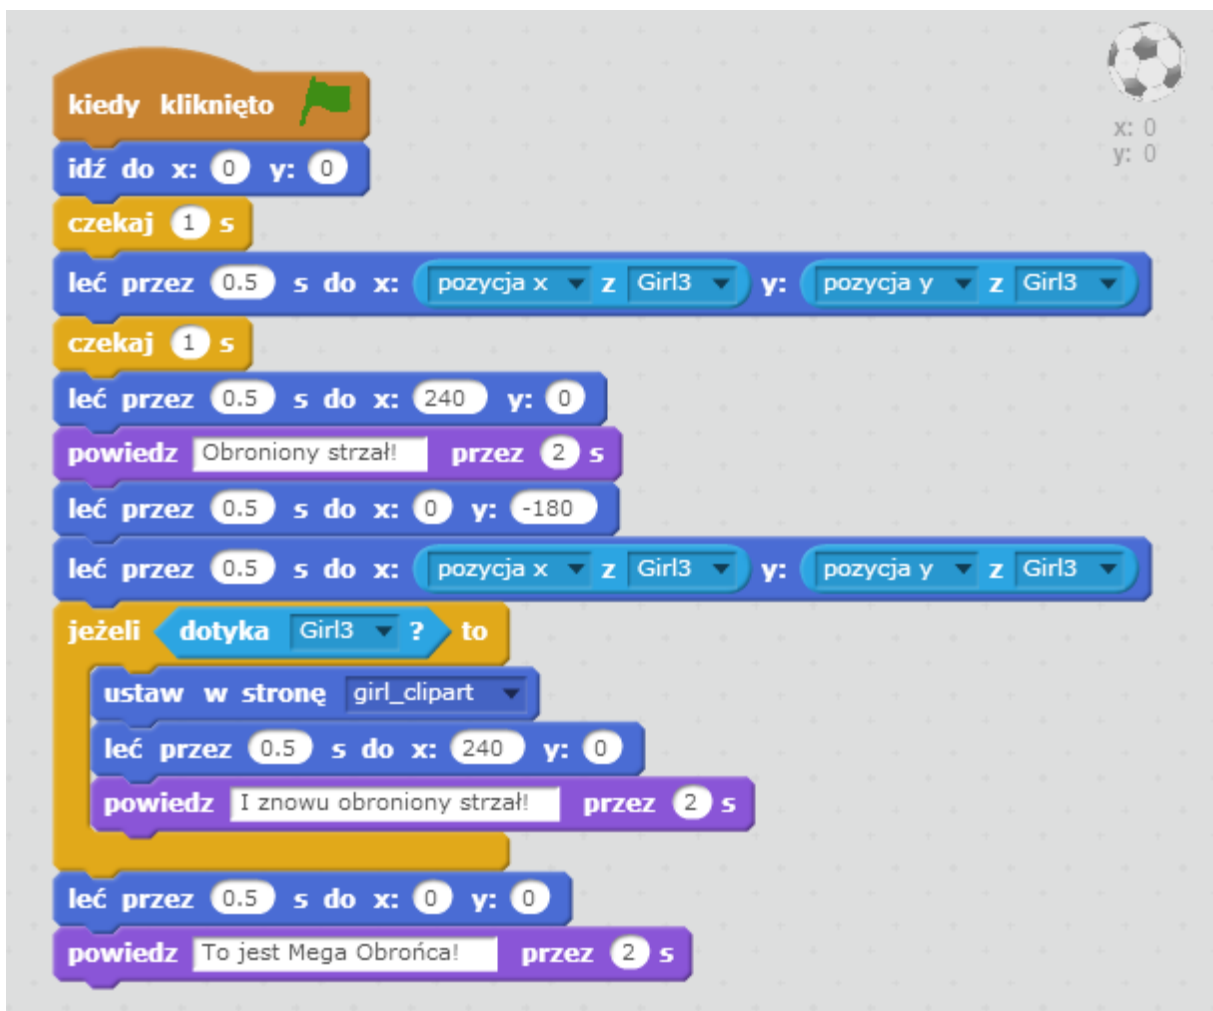 kiedy kliknięto
x: 0
y: 0
idź do x: 0 y: 0
czekaj 1 s
leć przez 0.5 s do x: pozycja x z Girl3 y: pozycja y z Girl3
czekaj 1 s
leć przez 0.5 s do x: 240 y: 0
powiedz Obroniony strzał! przez 2 s
leć przez 0.5 s do x: 0 y: -180
leć przez 0.5 s do x: pozycja x z Girl3 y: pozycja y z Girl3
jeżeli dotyka Girl3 ? to
ustaw w stronę girl_clipart
leć przez 0.5 s do x: 240 y: 0
powiedz I znowu obroniony strzał! przez 2 s
leć przez 0.5 s do x: 0 y: 0
powiedz To jest Mega Obrońca! przez 2 s